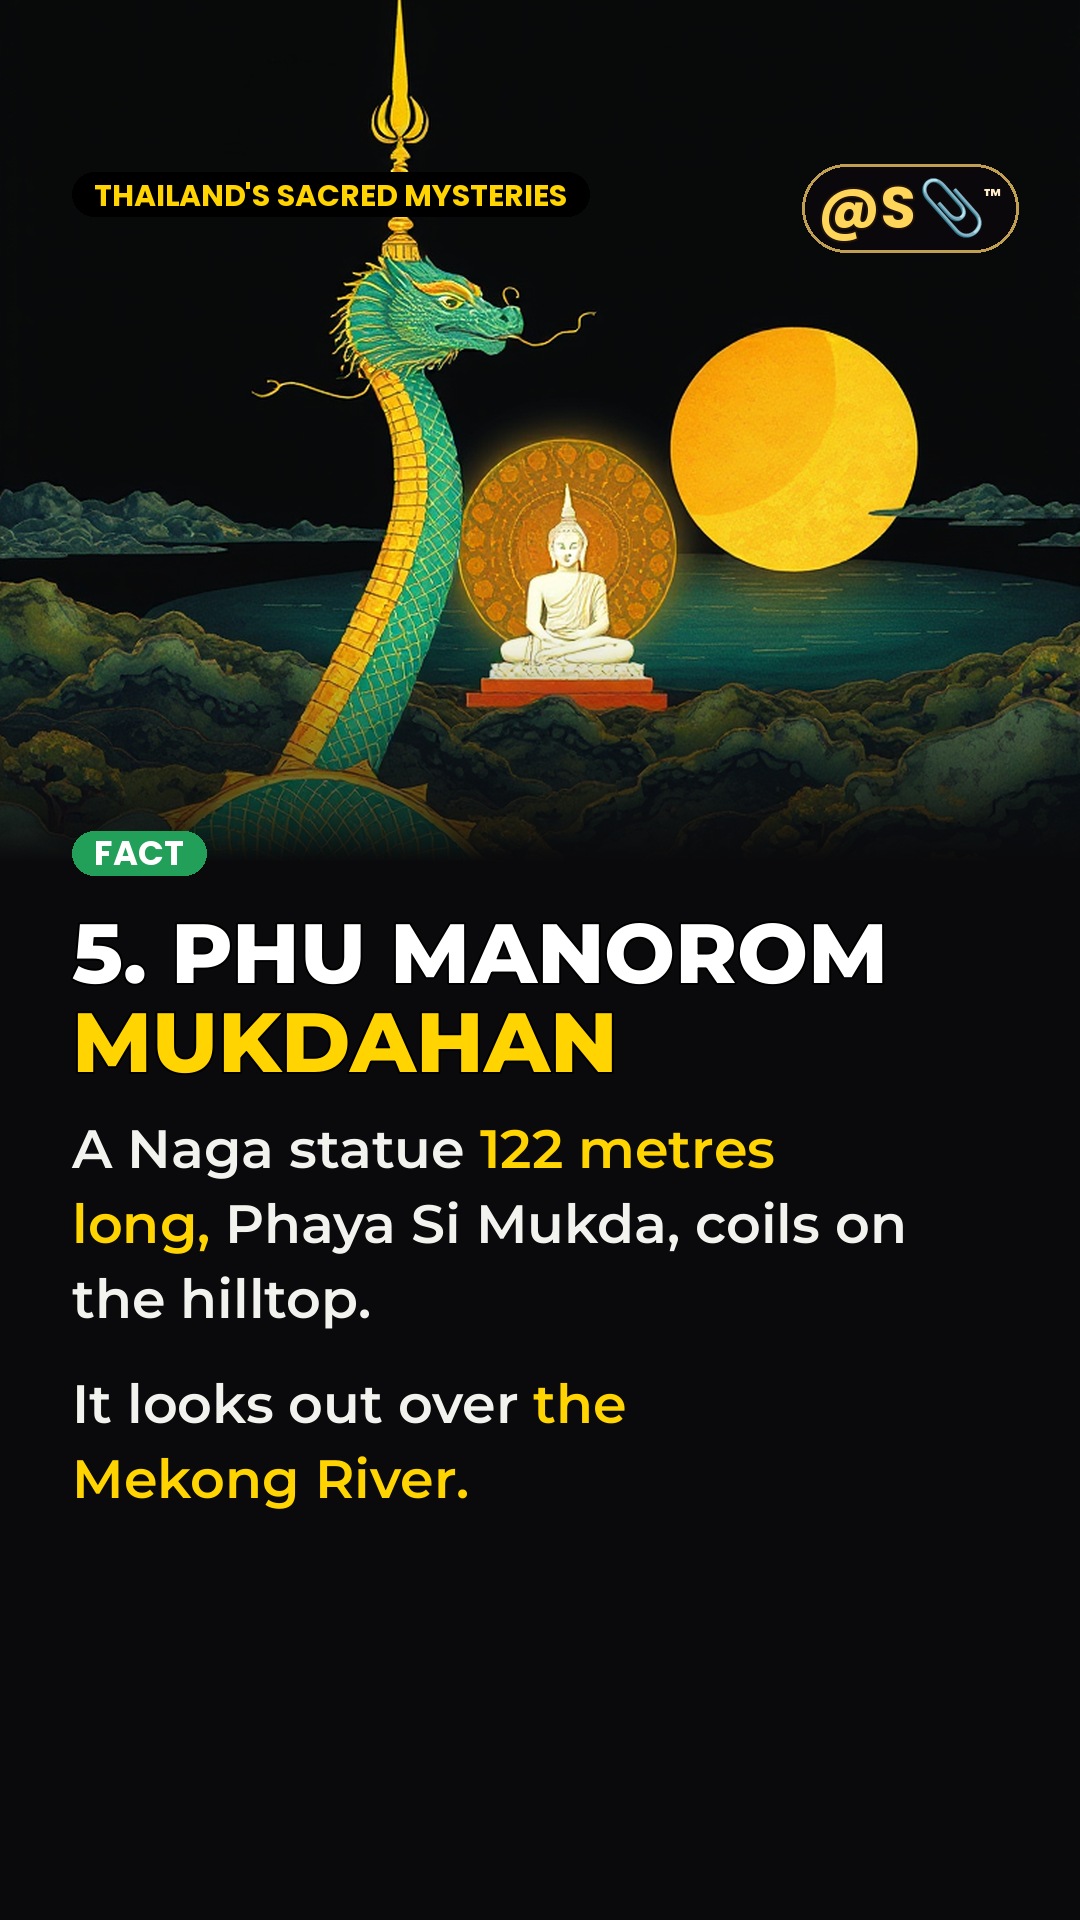 THAILAND'S SACRED MYSTERIES
@S📎™
FACT
5. PHU MANOROM
MUKDAHAN
A Naga statue 122 metres
long, Phaya Si Mukda, coils on
the hilltop.
It looks out over the
Mekong River.